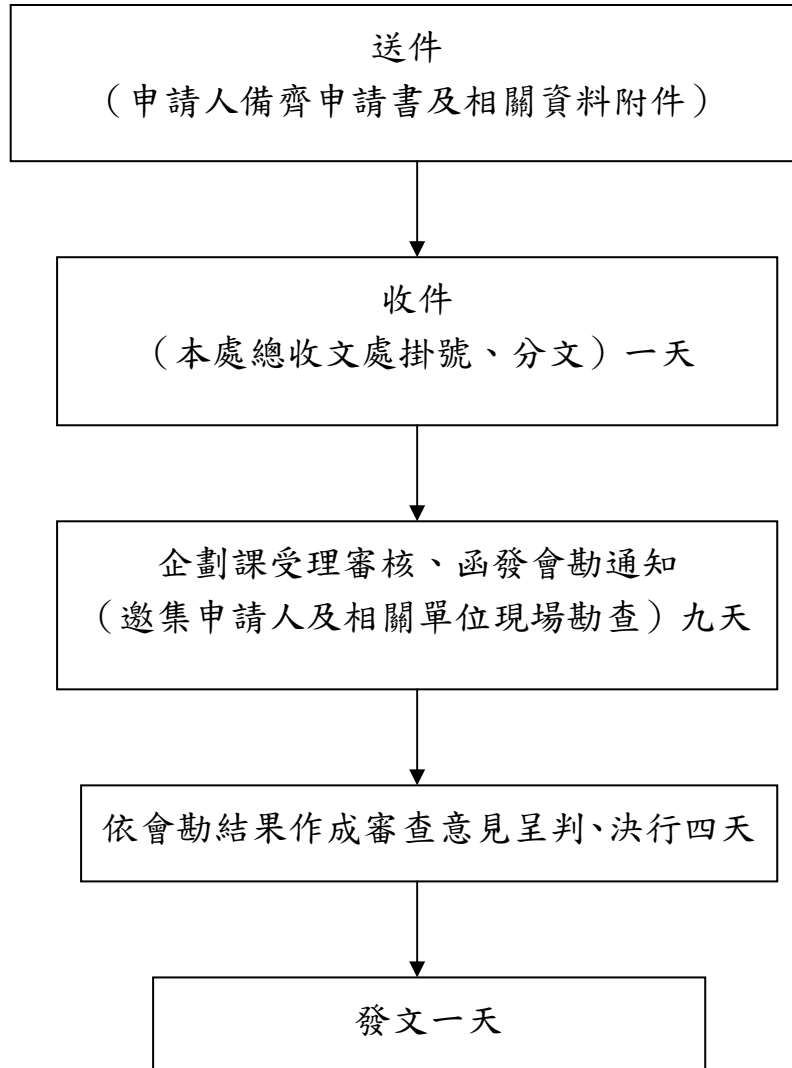 送件
（申請人備齊申請書及相關資料附件）
收件
（本處總收文處掛號、分文）一天
企劃課受理審核、函發會勘通知
（邀集申請人及相關單位現場勘查）九天
依會勘結果作成審查意見呈判、決行四天
發文一天